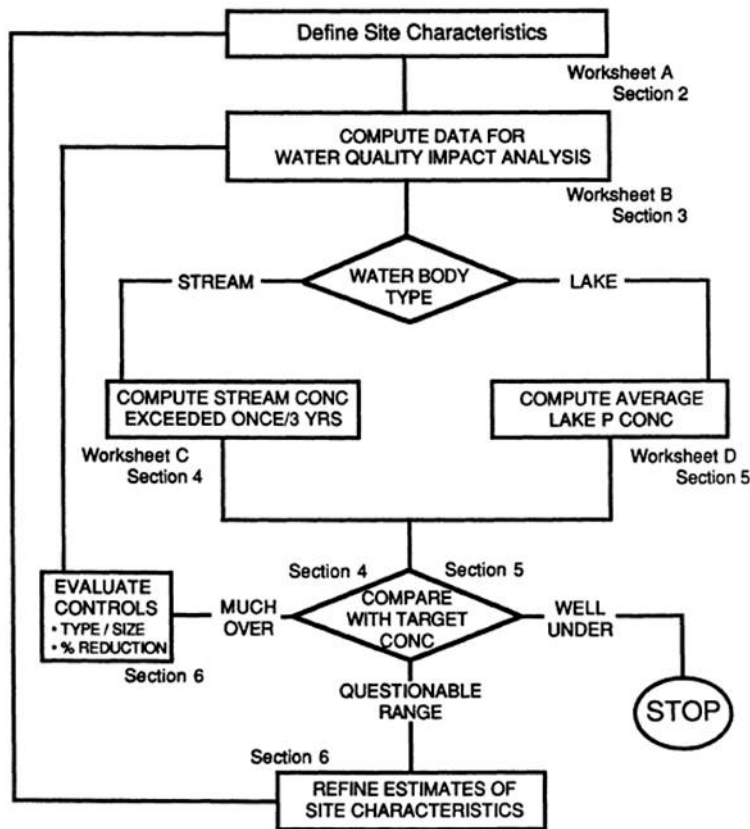 Define Site Characteristics
Worksheet A
Section 2
COMPUTE DATA FOR
WATER QUALITY IMPACT ANALYSIS
Worksheet B
Section 3
WATER BODY
TYPE
STREAM
LAKE
COMPUTE STREAM CONC
EXCEEDED ONCE/3 YRS
Worksheet C
Section 4
COMPUTE AVERAGE
LAKE P CONC
Worksheet D
Section 5
Section 4
Section 5
COMPARE
WITH TARGET
CONC
MUCH
OVER
WELL
UNDER
EVALUATE
CONTROLS
• TYPE / SIZE
• % REDUCTION
Section 6
QUESTIONABLE
RANGE
STOP
Section 6
REFINE ESTIMATES OF
SITE CHARACTERISTICS